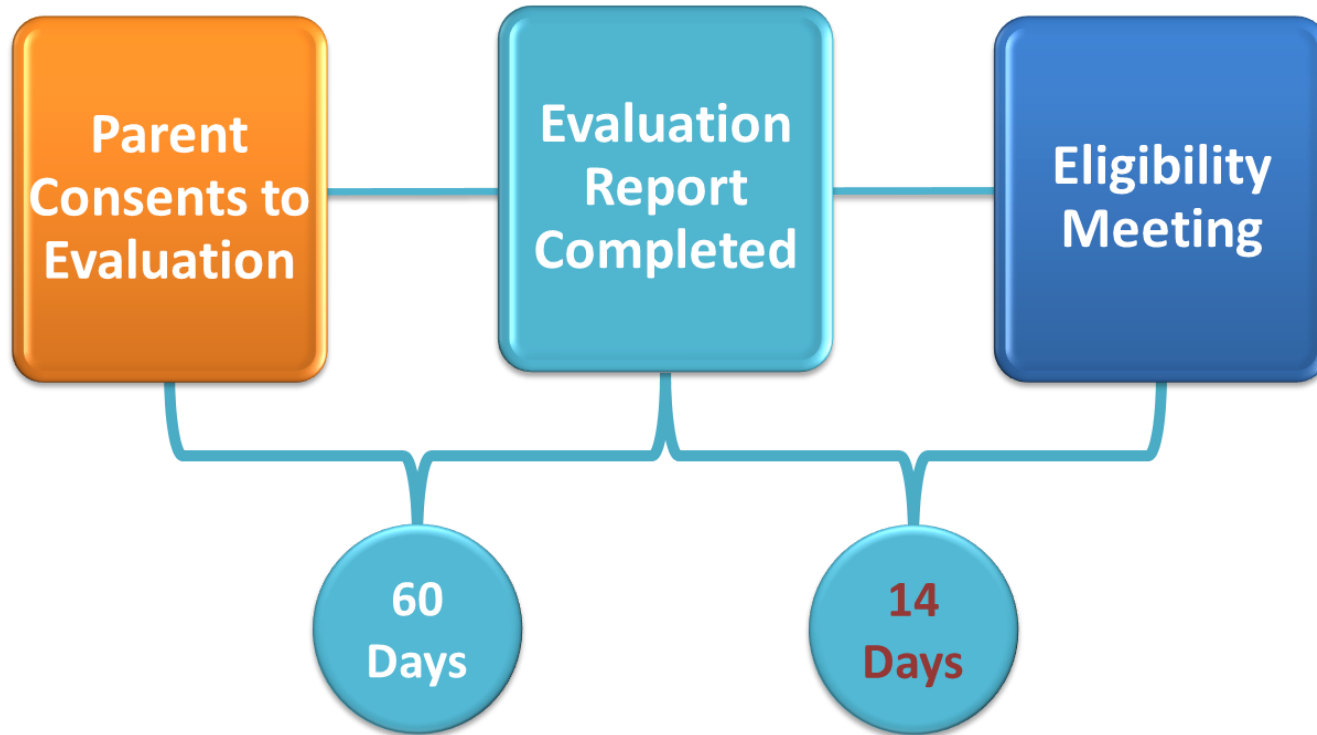 Parent
Consents to
Evaluation
Evaluation
Report
Completed
Eligibility
Meeting
60
Days
14
Days